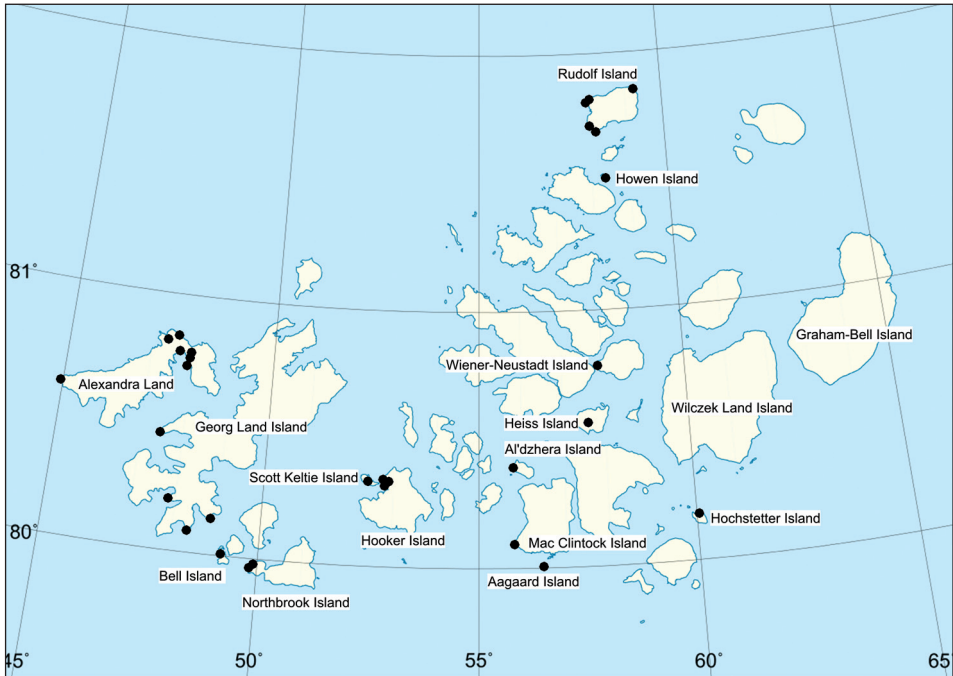 Rudolf Island
Howen Island
81°
Graham-Bell Island
Wiener-Neustadt Island
Alexandra Land
Wilczek Land Island
Georg Land Island
Heiss Island
Al'dzhera Island
Scott Keltie Island
Hochstetter Island
80°
Hooker Island
Mac Clintock Island
Bell Island
Aagaard Island
Northbrook Island
45°
50°
55°
60°
65°